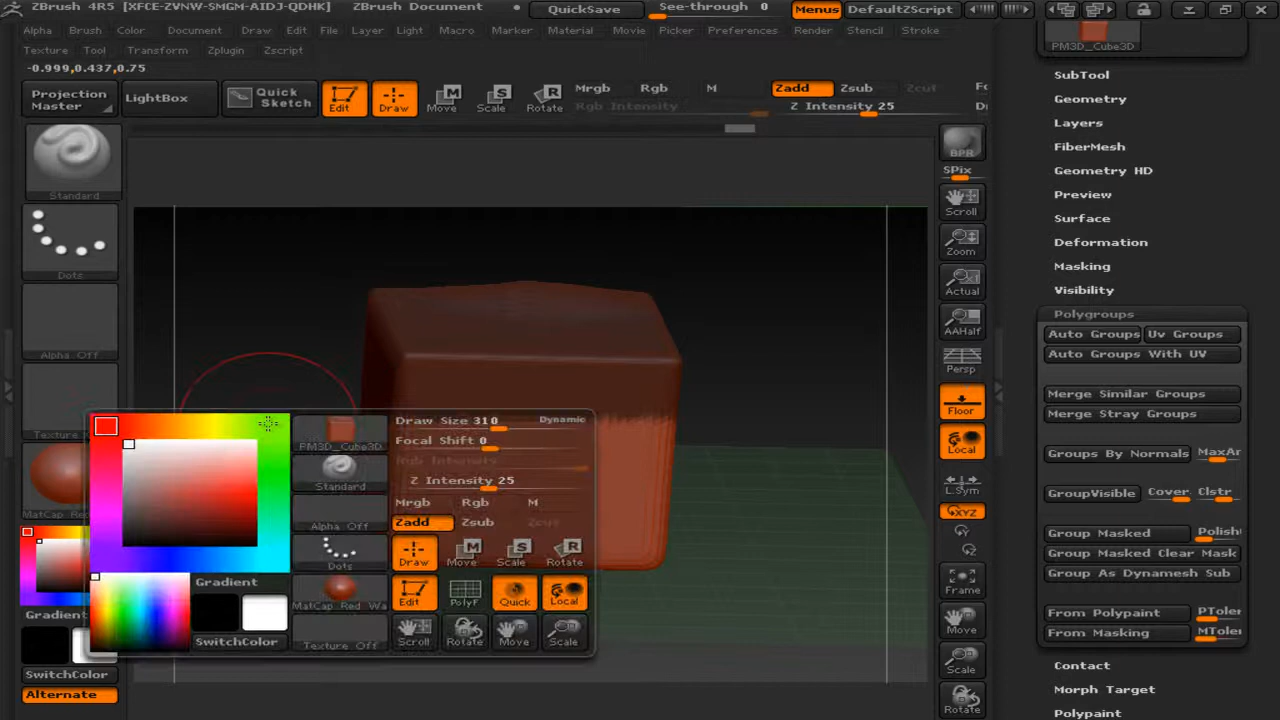 ZBrush 4R5 [XFCE-ZVNW-SMGM-AIDJ-QDHK] ZBrush Document QuickSave See-through 0 Menus DefaultZScript
Alpha Brush Color Document Draw Edit File Layer Light Macro Marker Material Movie Picker Preferences Render Stencil Stroke
Texture Tool Transform Zplugin Zscript
-0.999,0.437,0.75
Projection Master
LightBox
Quick Sketch
Edit Draw Move Scale Rotate
Mrgb Rgb M
Rgb Intensity
Zadd Zsub Zcut
Z Intensity 25
Standard
Dots
Alpha Off
Texture
MatCap Red
Gradient
SwitchColor
Alternate
PM3D_Cube3D
Standard
Alpha Off
Dots
MatCap Red Wa
Texture Off
Gradient
SwitchColor
Draw Size 310 Dynamic
Focal Shift 0
Rgb Intensity
Z Intensity 25
Mrgb Rgb M
Zadd Zsub Zcut
Draw Move Scale Rotate
Edit PolyF Quick Local
Scroll Rotate Move Scale
BPR
SPix
Scroll
Zoom
Actual
AAHalf
Persp
Floor
Local
L.Sym
XYZ
Frame
Move
Scale
Rotate
PM3D_Cube3D
SubTool
Geometry
Layers
FiberMesh
Geometry HD
Preview
Surface
Deformation
Masking
Visibility
Polygroups
Auto Groups Uv Groups
Auto Groups With UV
Merge Similar Groups
Merge Stray Groups
Groups By Normals MaxAn
GroupVisible Cover Clstr
Group Masked Polish
Group Masked Clear Mask
Group As Dynamesh Sub
From Polypaint PToler
From Masking MToler
Contact
Morph Target
Polypaint